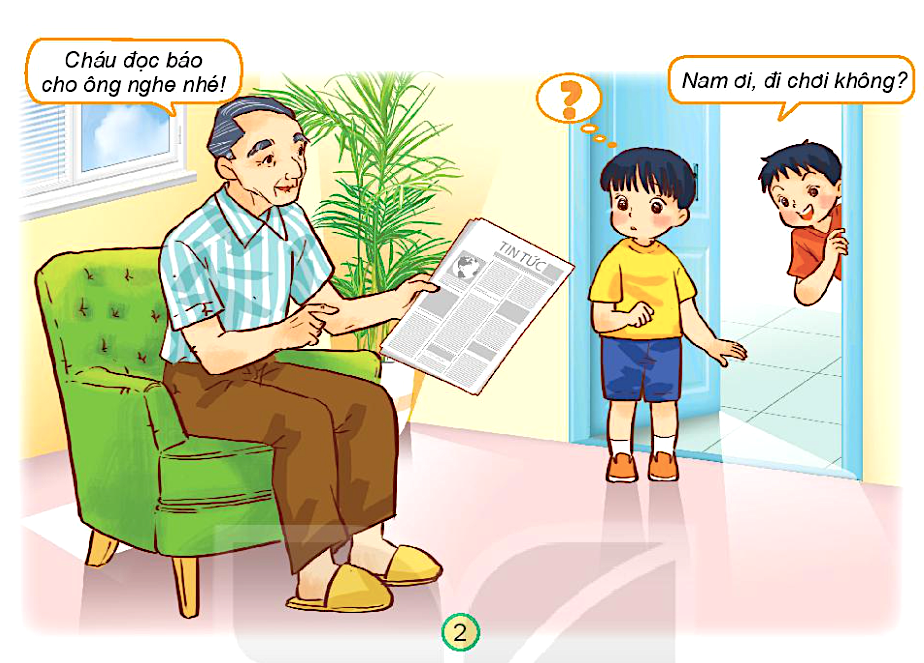 Cháu đọc báo
cho ông nghe nhé!
?
Nam ơi, đi chơi không?
TIN TỨC
2